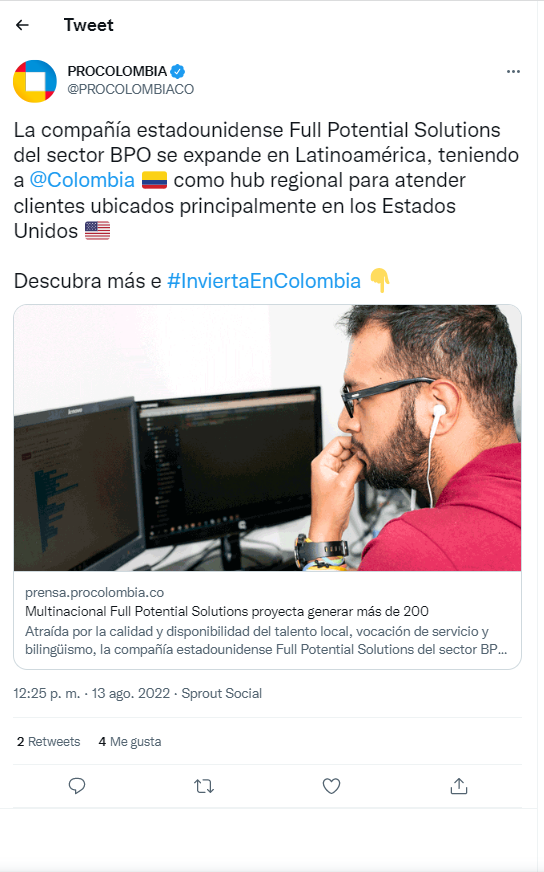 Tweet
PROCOLOMBIA
@PROCOLOMBIACO
La compañía estadounidense Full Potential Solutions
del sector BPO se expande en Latinoamérica, teniendo
a @Colombia 🇨🇴 como hub regional para atender
clientes ubicados principalmente en los Estados
Unidos 🇺🇸
Descubra más e #InviertaEnColombia 👇
prensa.procolombia.co
Multinacional Full Potential Solutions proyecta generar más de 200
Atraída por la calidad y disponibilidad del talento local, vocación de servicio y
bilingüismo, la compañía estadounidense Full Potential Solutions del sector BP...
12:25 p. m. · 13 ago. 2022 · Sprout Social
2 Retweets 4 Me gusta